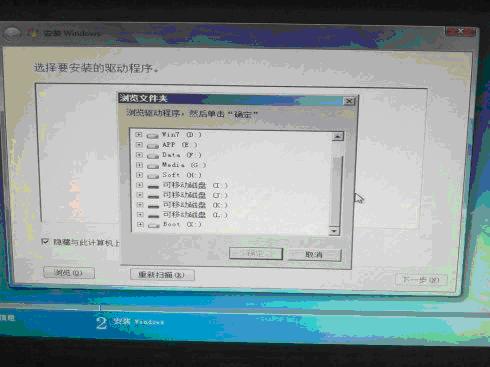 安装 Windows
选择要安装的驱动程序。
浏览文件夹
浏览驱动程序，然后单击“确定”
Win7 (D:)
APP (E:)
Data (F:)
Media (G:)
Soft (H:)
可移动磁盘 (I:)
可移动磁盘 (J:)
可移动磁盘 (K:)
可移动磁盘 (L:)
Boot (X:)
确定
取消
隐藏与此计算机上
浏览(O)
重新扫描(R)
下一步(N)
信息
2 安装 Windows